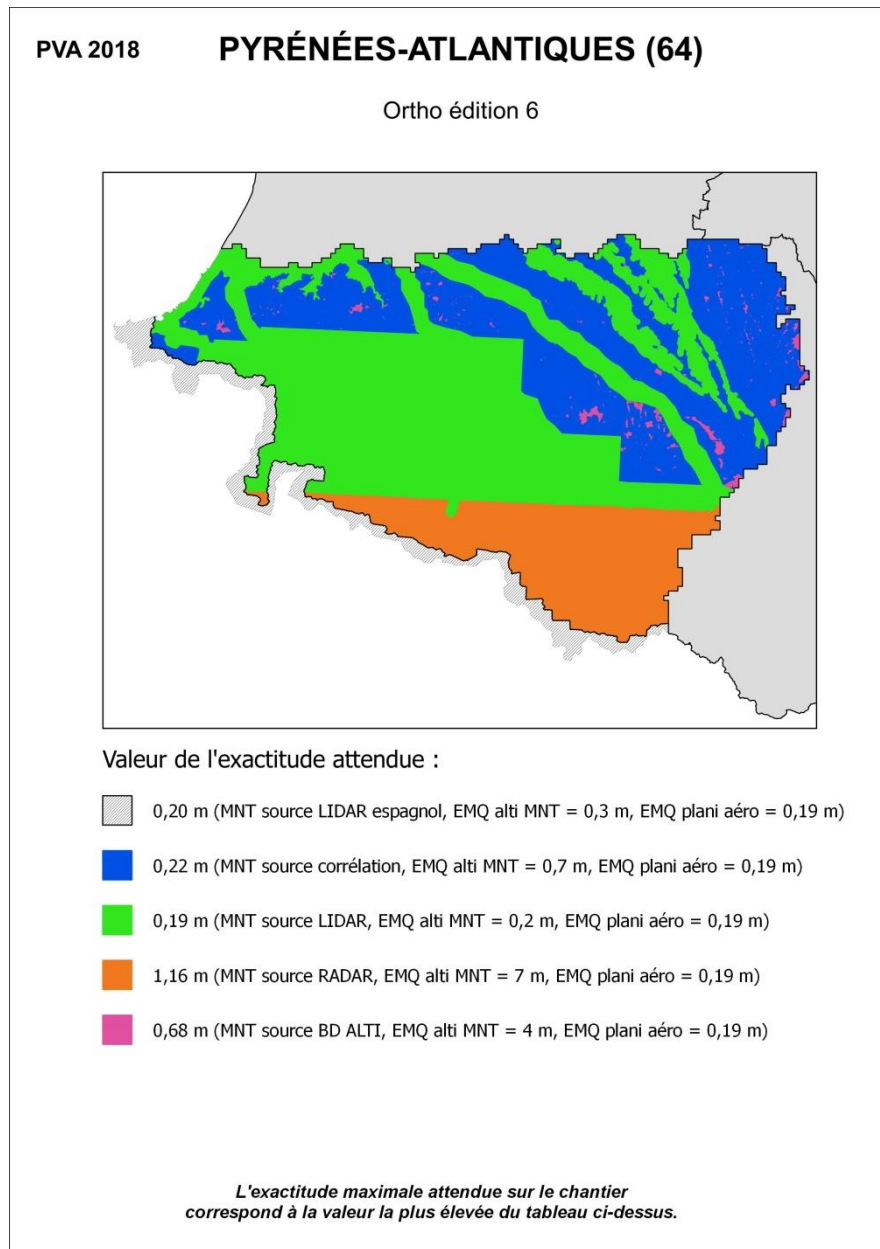 PVA 2018
PYRÉNÉES-ATLANTIQUES (64)
Ortho édition 6
Valeur de l'exactitude attendue :
0,20 m (MNT source LIDAR espagnol, EMQ alti MNT = 0,3 m, EMQ plani aéro = 0,19 m)
0,22 m (MNT source corrélation, EMQ alti MNT = 0,7 m, EMQ plani aéro = 0,19 m)
0,19 m (MNT source LIDAR, EMQ alti MNT = 0,2 m, EMQ plani aéro = 0,19 m)
1,16 m (MNT source RADAR, EMQ alti MNT = 7 m, EMQ plani aéro = 0,19 m)
0,68 m (MNT source BD ALTI, EMQ alti MNT = 4 m, EMQ plani aéro = 0,19 m)
L'exactitude maximale attendue sur le chantier
correspond à la valeur la plus élevée du tableau ci-dessus.